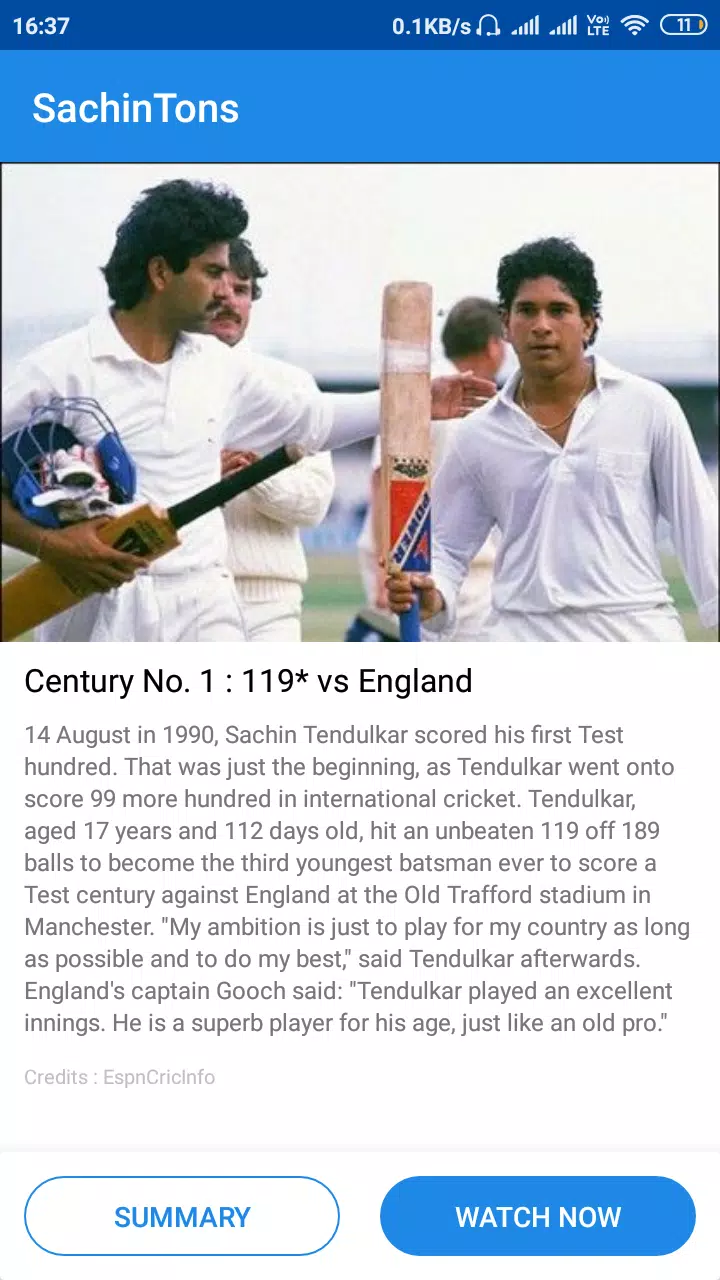 16:37
0.1KB/s
Vo))
LTE
11
SachinTons
POWER
Century No. 1 : 119* vs England
14 August in 1990, Sachin Tendulkar scored his first Test
hundred. That was just the beginning, as Tendulkar went onto
score 99 more hundred in international cricket. Tendulkar,
aged 17 years and 112 days old, hit an unbeaten 119 off 189
balls to become the third youngest batsman ever to score a
Test century against England at the Old Trafford stadium in
Manchester. "My ambition is just to play for my country as long
as possible and to do my best," said Tendulkar afterwards.
England's captain Gooch said: "Tendulkar played an excellent
innings. He is a superb player for his age, just like an old pro."
Credits : EspnCricInfo
SUMMARY
WATCH NOW